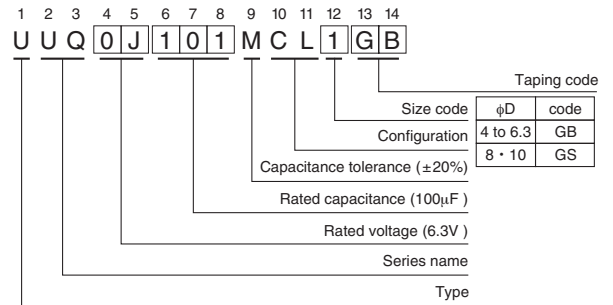 1 2 3 4 5 6 7 8 9 10 11 12 13 14
U U Q 0 J 1 0 1 M C L 1 G B
Taping code
φD code
4 to 6.3 GB
8・10 GS
Size code
Configuration
Capacitance tolerance (±20%)
Rated capacitance (100μF )
Rated voltage (6.3V )
Series name
Type